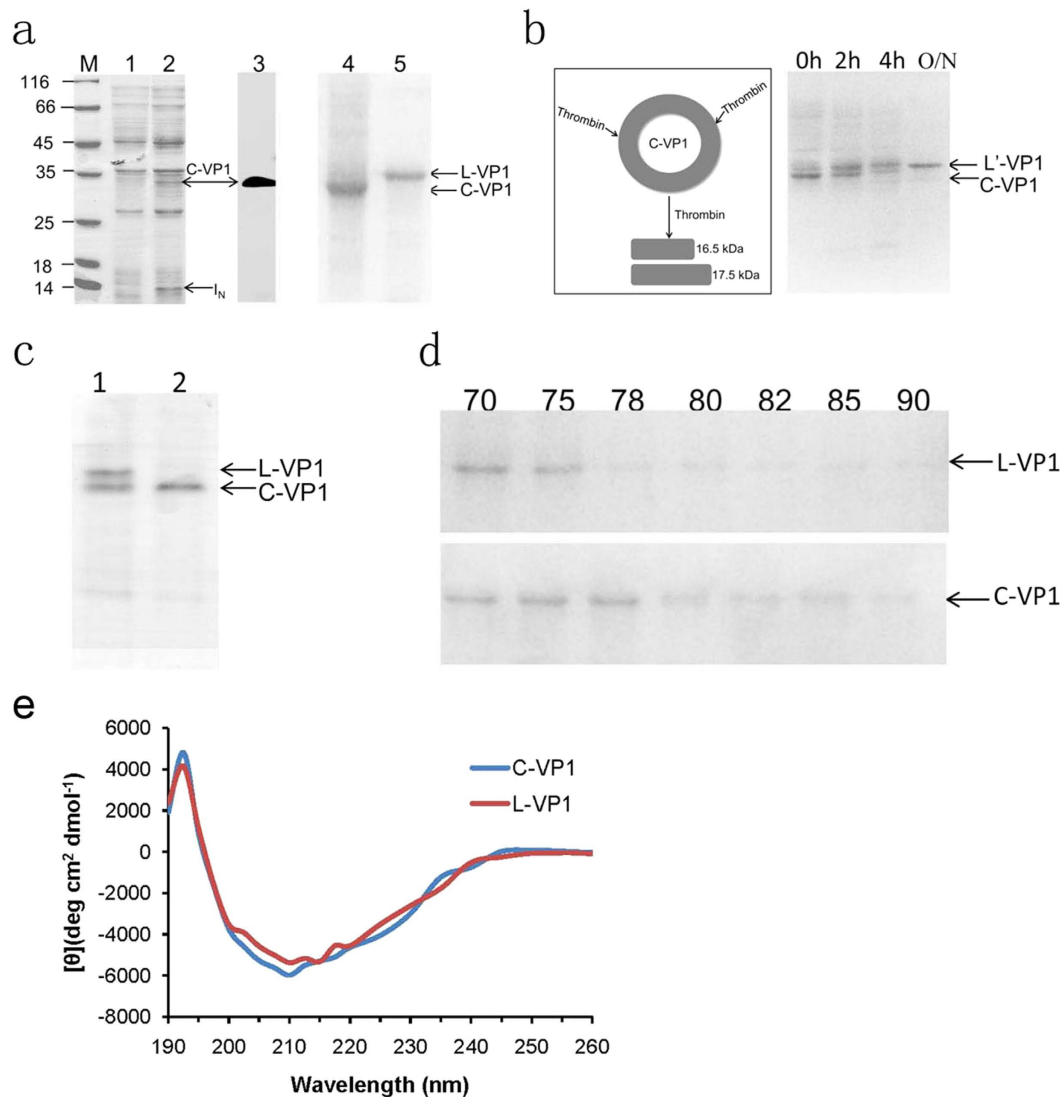 a
M 1 2 3 4 5
116
66
45
35
25
18
14
C-VP1
I_N
L-VP1
C-VP1
b
Thrombin
Thrombin
C-VP1
Thrombin
16.5 kDa
17.5 kDa
0h 2h 4h O/N
L'-VP1
C-VP1
c
1 2
L-VP1
C-VP1
d
70 75 78 80 82 85 90
L-VP1
C-VP1
e
6000
4000
2000
0
-2000
-4000
-6000
-8000
[θ](deg cm² dmol⁻¹)
C-VP1
L-VP1
190 200 210 220 230 240 250 260
Wavelength (nm)